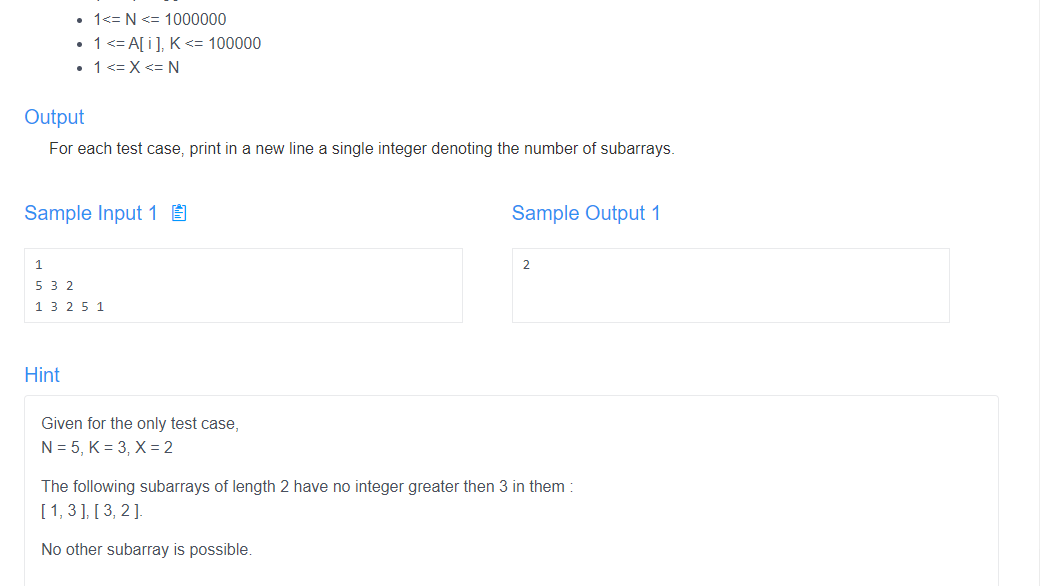 1<= N <= 1000000
1 <= A[ i ], K <= 100000
1 <= X <= N
Output
For each test case, print in a new line a single integer denoting the number of subarrays.
Sample Input 1
Sample Output 1
1
5 3 2
1 3 2 5 1
2
Hint
Given for the only test case,
N = 5, K = 3, X = 2
The following subarrays of length 2 have no integer greater then 3 in them :
[ 1, 3 ], [ 3, 2 ].
No other subarray is possible.